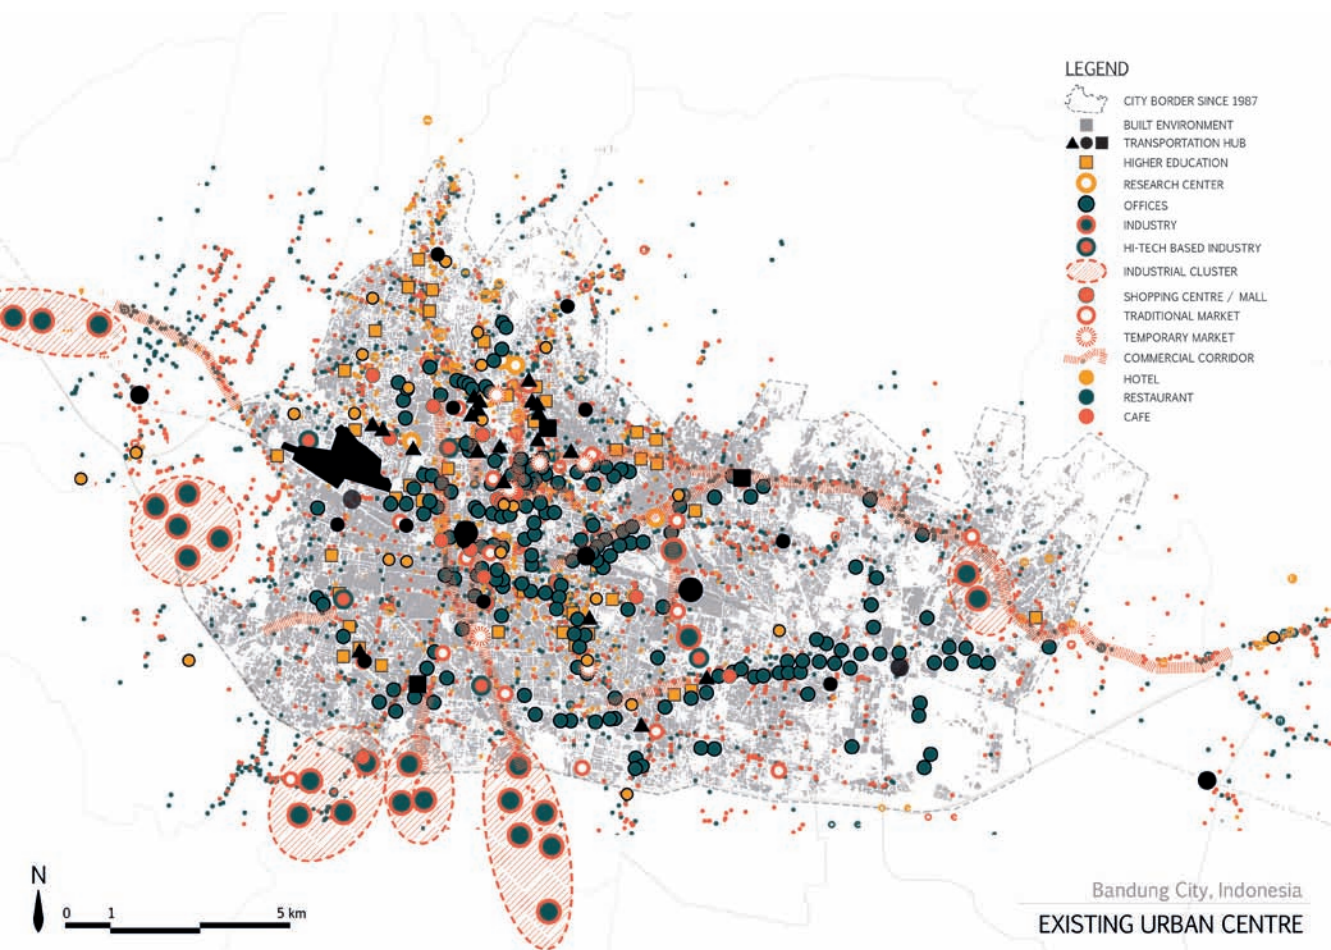 LEGEND
CITY BORDER SINCE 1987
BUILT ENVIRONMENT
TRANSPORTATION HUB
HIGHER EDUCATION
RESEARCH CENTER
OFFICES
INDUSTRY
HI-TECH BASED INDUSTRY
INDUSTRIAL CLUSTER
SHOPPING CENTRE / MALL
TRADITIONAL MARKET
TEMPORARY MARKET
COMMERCIAL CORRIDOR
HOTEL
RESTAURANT
CAFE
N
0 1 5 km
Bandung City, Indonesia
EXISTING URBAN CENTRE